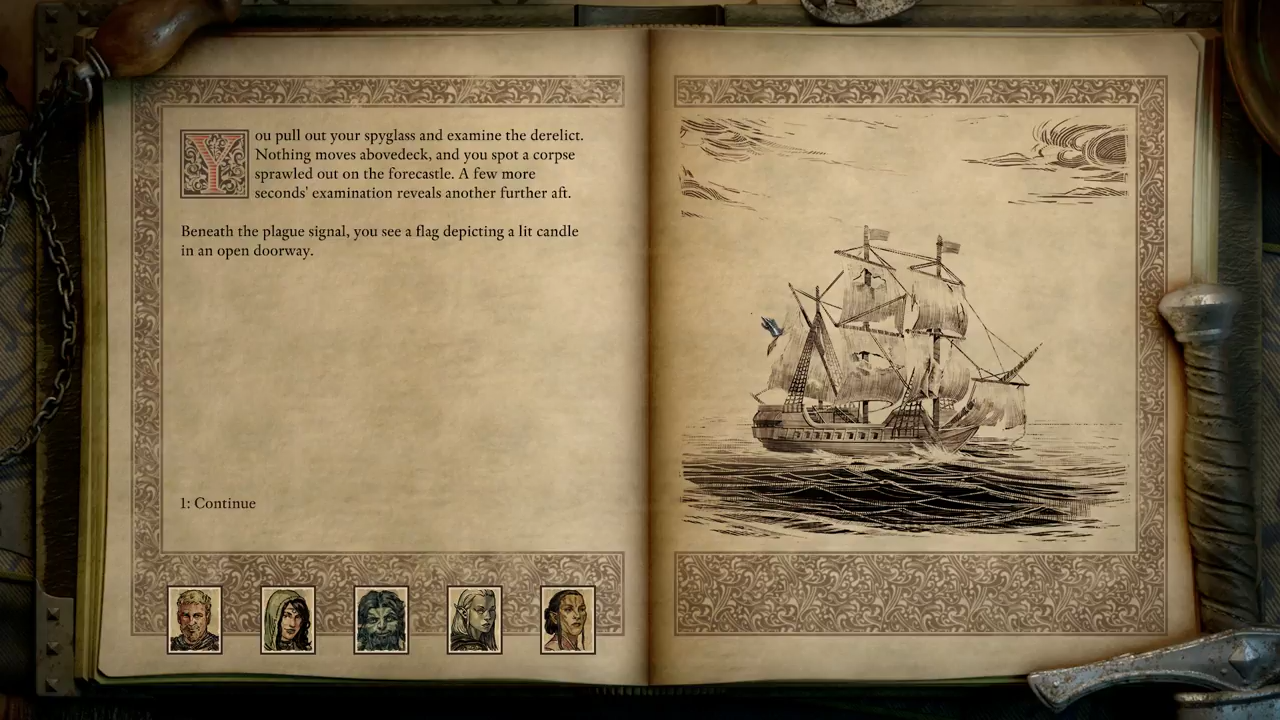 You pull out your spyglass and examine the derelict.
Nothing moves abovedeck, and you spot a corpse
sprawled out on the forecastle. A few more
seconds' examination reveals another further aft.
Beneath the plague signal, you see a flag depicting a lit candle
in an open doorway.
1: Continue